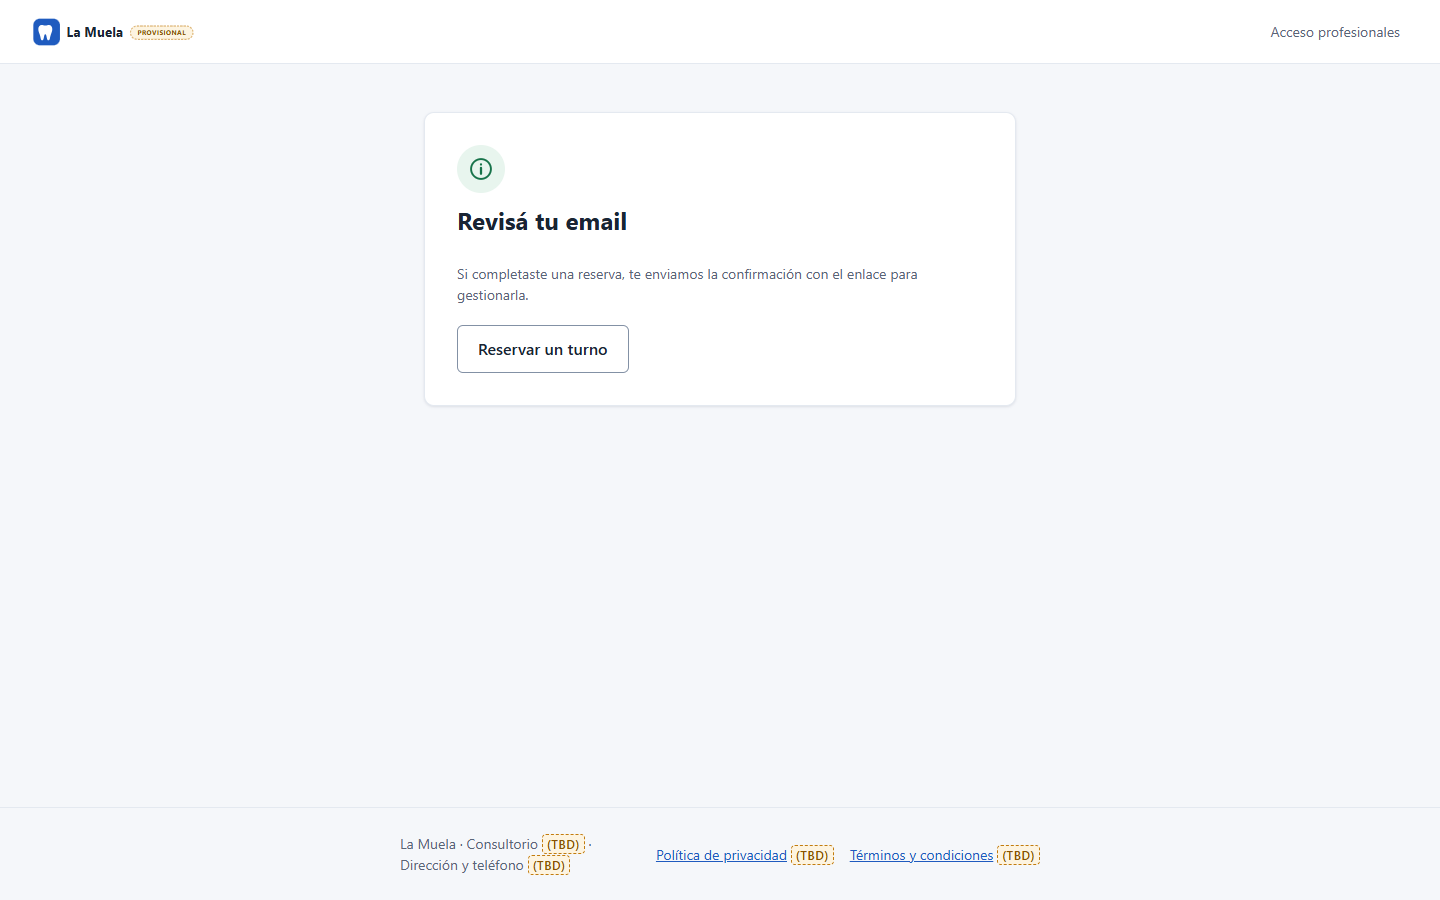 La Muela PROVISIONAL
Acceso profesionales
Revisá tu email
Si completaste una reserva, te enviamos la confirmación con el enlace para
gestionarla.
Reservar un turno
La Muela · Consultorio (TBD) ·
Dirección y teléfono (TBD)
Política de privacidad (TBD) Términos y condiciones (TBD)